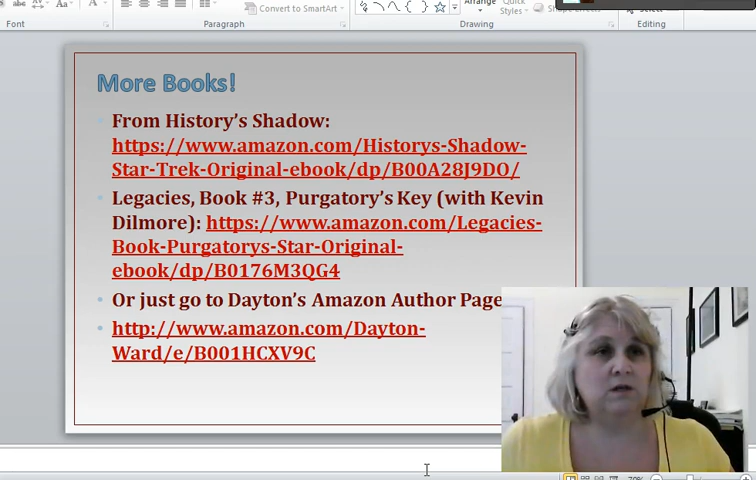 Convert to SmartArt
Arrange
Quick
Styles
Font
Paragraph
Drawing
Editing
More Books!
From History's Shadow:
https://www.amazon.com/Historys-Shadow-
Star-Trek-Original-ebook/dp/B00A28J9DO/
Legacies, Book #3, Purgatory's Key (with Kevin
Dilmore): https://www.amazon.com/Legacies-
Book-Purgatorys-Star-Original-
ebook/dp/B0176M3QG4
Or just go to Dayton's Amazon Author Page
http://www.amazon.com/Dayton-
Ward/e/B001HCXV9C
70%